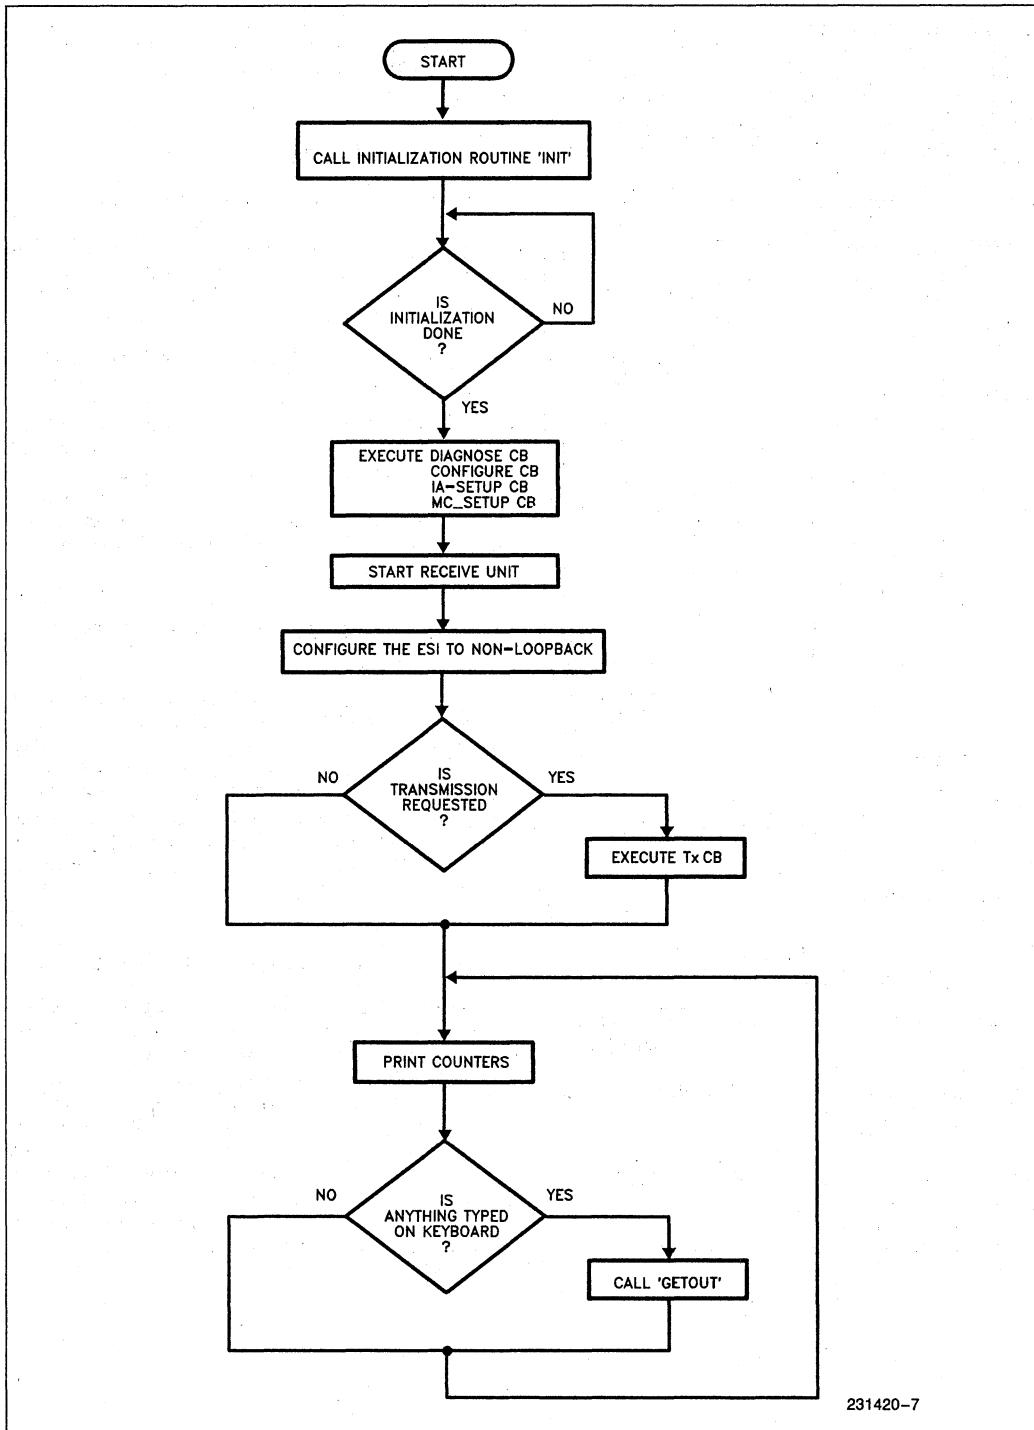 START
CALL INITIALIZATION ROUTINE 'INIT'
IS
INITIALIZATION
DONE
?
NO
YES
EXECUTE DIAGNOSE CB
CONFIGURE CB
IA-SETUP CB
MC_SETUP CB
START RECEIVE UNIT
CONFIGURE THE ESI TO NON-LOOPBACK
NO
IS
TRANSMISSION
REQUESTED
?
YES
EXECUTE Tx CB
PRINT COUNTERS
NO
IS
ANYTHING TYPED
ON KEYBOARD
?
YES
CALL 'GETOUT'
231420-7